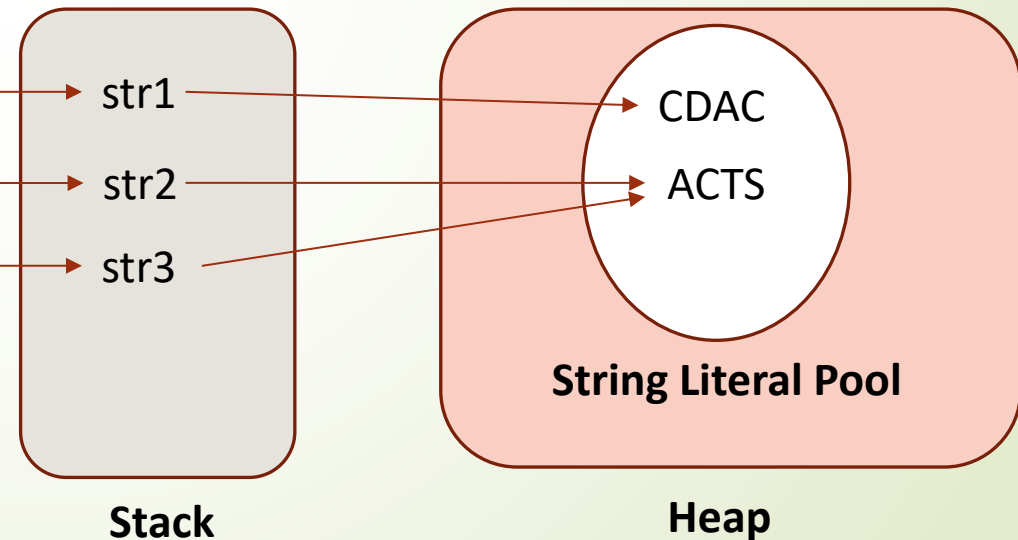 str1
CDAC
str2
ACTS
str3
String Literal Pool
Stack
Heap